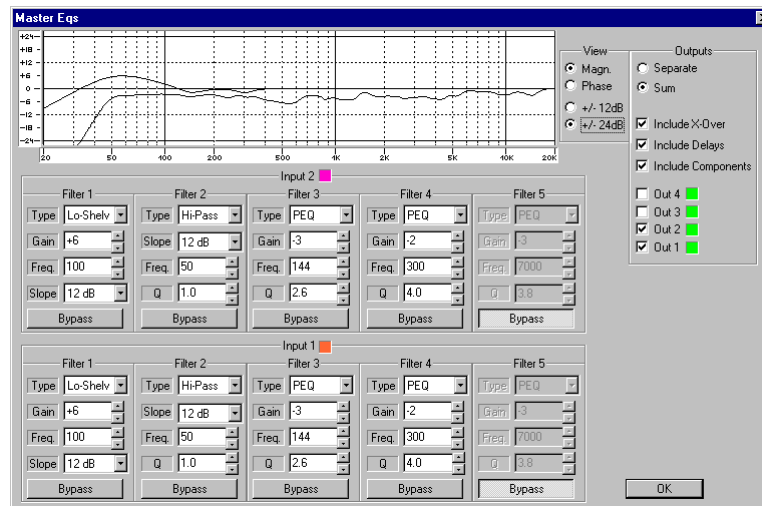 Master Eqs
+24
+18
+12
+6
0
-6
-12
-18
-24
20 50 100 200 500 1K 2K 5K 10K 20K
View
Magn.
Phase
+/- 12dB
+/- 24dB
Outputs
Separate
Sum
Include X-Over
Include Delays
Include Components
Out 4
Out 3
Out 2
Out 1
Input 2
Filter 1 Filter 2 Filter 3 Filter 4 Filter 5
Type Lo-Shelv Type Hi-Pass Type PEQ Type PEQ Type PEQ
Gain +6 Slope 12 dB Gain -3 Gain -2 Gain -3
Freq. 100 Freq. 50 Freq. 144 Freq. 300 Freq. 7000
Slope 12 dB Q 1.0 Q 2.6 Q 4.0 Q 3.8
Bypass Bypass Bypass Bypass Bypass
Input 1
Filter 1 Filter 2 Filter 3 Filter 4 Filter 5
Type Lo-Shelv Type Hi-Pass Type PEQ Type PEQ Type PEQ
Gain +6 Slope 12 dB Gain -3 Gain -2 Gain -3
Freq. 100 Freq. 50 Freq. 144 Freq. 300 Freq. 7000
Slope 12 dB Q 1.0 Q 2.6 Q 4.0 Q 3.8
Bypass Bypass Bypass Bypass Bypass
OK